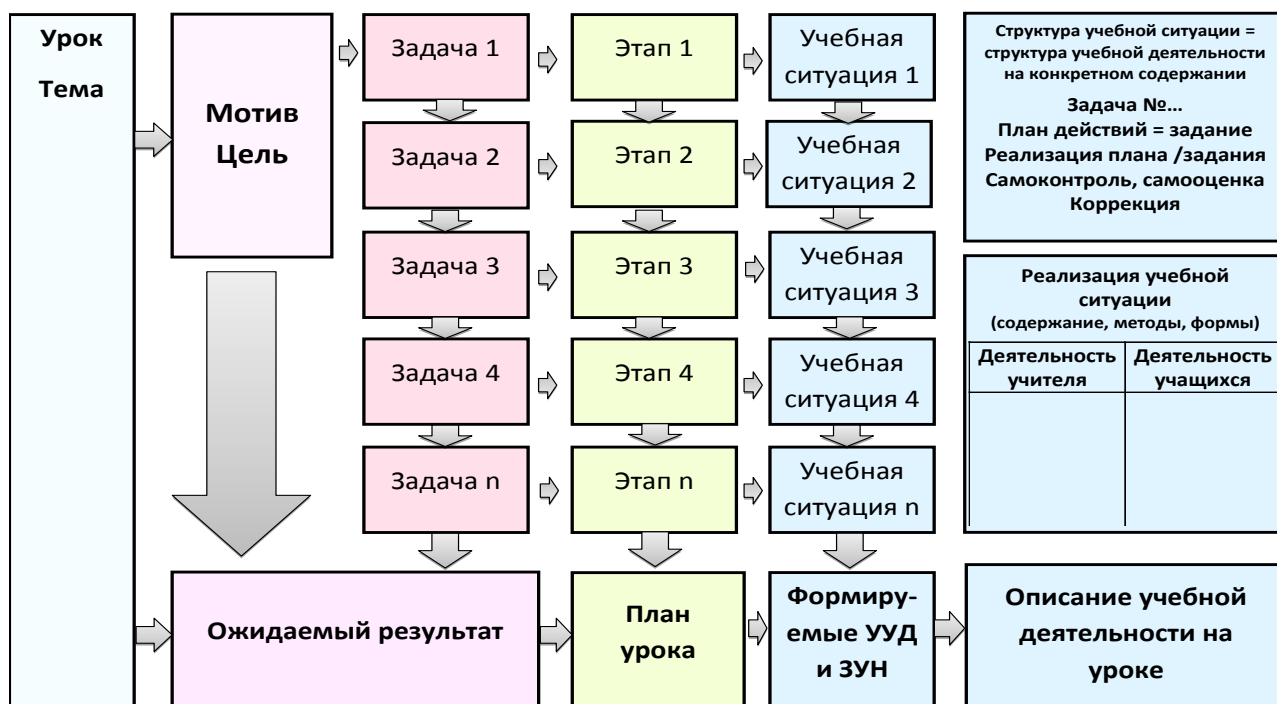 Урок
Тема
Мотив
Цель
Задача 1
Этап 1
Учебная
ситуация 1
Задача 2
Этап 2
Учебная
ситуация 2
Задача 3
Этап 3
Учебная
ситуация 3
Задача 4
Этап 4
Учебная
ситуация 4
Задача n
Этап n
Учебная
ситуация n
Структура учебной ситуации =
структура учебной деятельности
на конкретном содержании
Задача №...
План действий = задание
Реализация плана /задания
Самоконтроль, самооценка
Коррекция
Реализация учебной
ситуации
(содержание, методы, формы)
Деятельность
учителя
Деятельность
учащихся
Ожидаемый результат
План
урока
Формиру-
емые УУД
и ЗУН
Описание учебной
деятельности на
уроке